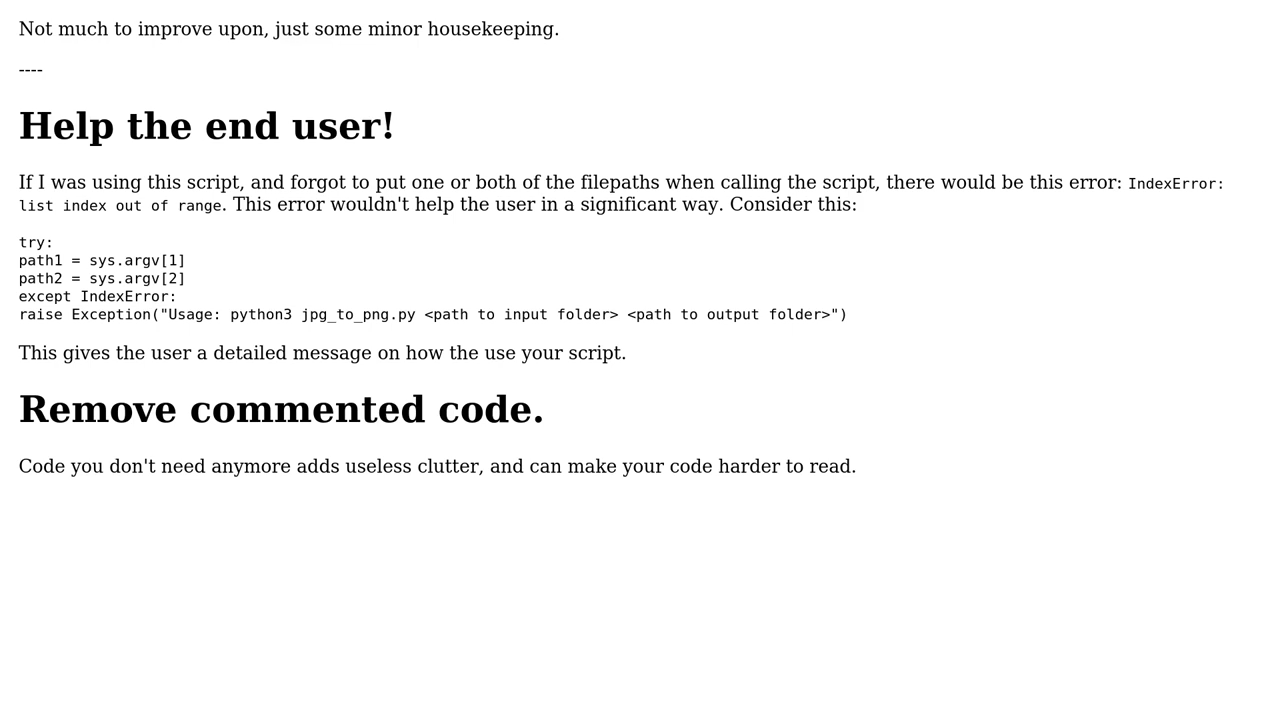 Not much to improve upon, just some minor housekeeping.
----
Help the end user!
If I was using this script, and forgot to put one or both of the filepaths when calling the script, there would be this error: IndexError:
list index out of range. This error wouldn't help the user in a significant way. Consider this:
try:
path1 = sys.argv[1]
path2 = sys.argv[2]
except IndexError:
raise Exception("Usage: python3 jpg_to_png.py <path to input folder> <path to output folder>")
This gives the user a detailed message on how the use your script.
Remove commented code.
Code you don't need anymore adds useless clutter, and can make your code harder to read.